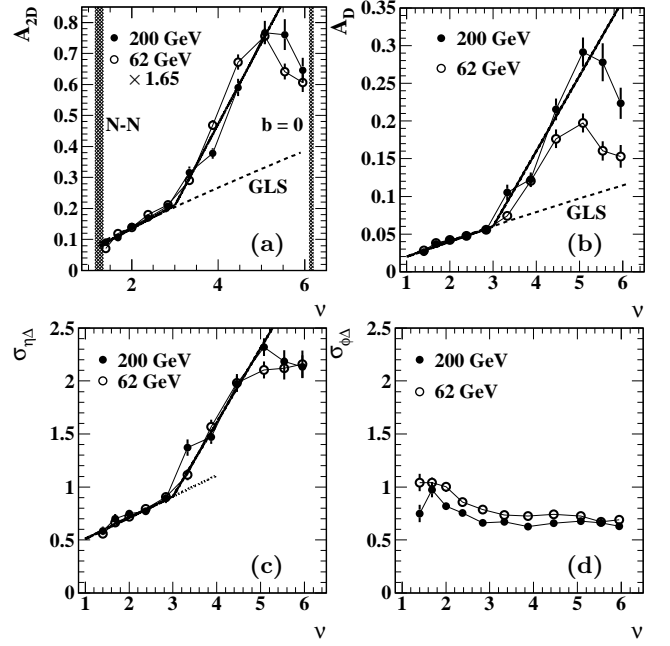 A2D
0.8
0.7
0.6
0.5
0.4
0.3
0.2
0.1
0
200 GeV
62 GeV
× 1.65
N-N
b = 0
GLS
(a)
2 3 4 5 6
ν
AD
0.35
0.3
0.25
0.2
0.15
0.1
0.05
0
200 GeV
62 GeV
GLS
(b)
1 2 3 4 5 6
ν
σηΔ
2.5
2
1.5
1
0.5
0
200 GeV
62 GeV
(c)
1 2 3 4 5 6
ν
σϕΔ
2.5
2
1.5
1
0.5
0
200 GeV
62 GeV
(d)
1 2 3 4 5 6
ν